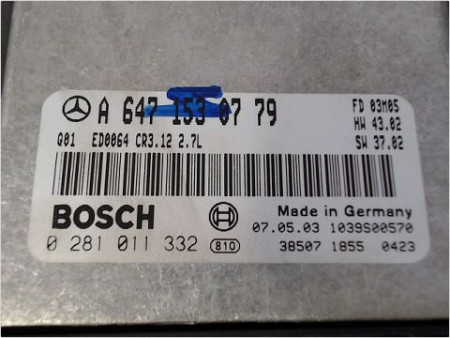 A 647 153 07 79
FD 03M05
HW 43.02
G01 ED0064 CR3.12 2.7L
SW 37.02
BOSCH
Made in Germany
07.05.03 1039S00570
0 281 011 332 810
38507 1855 0423